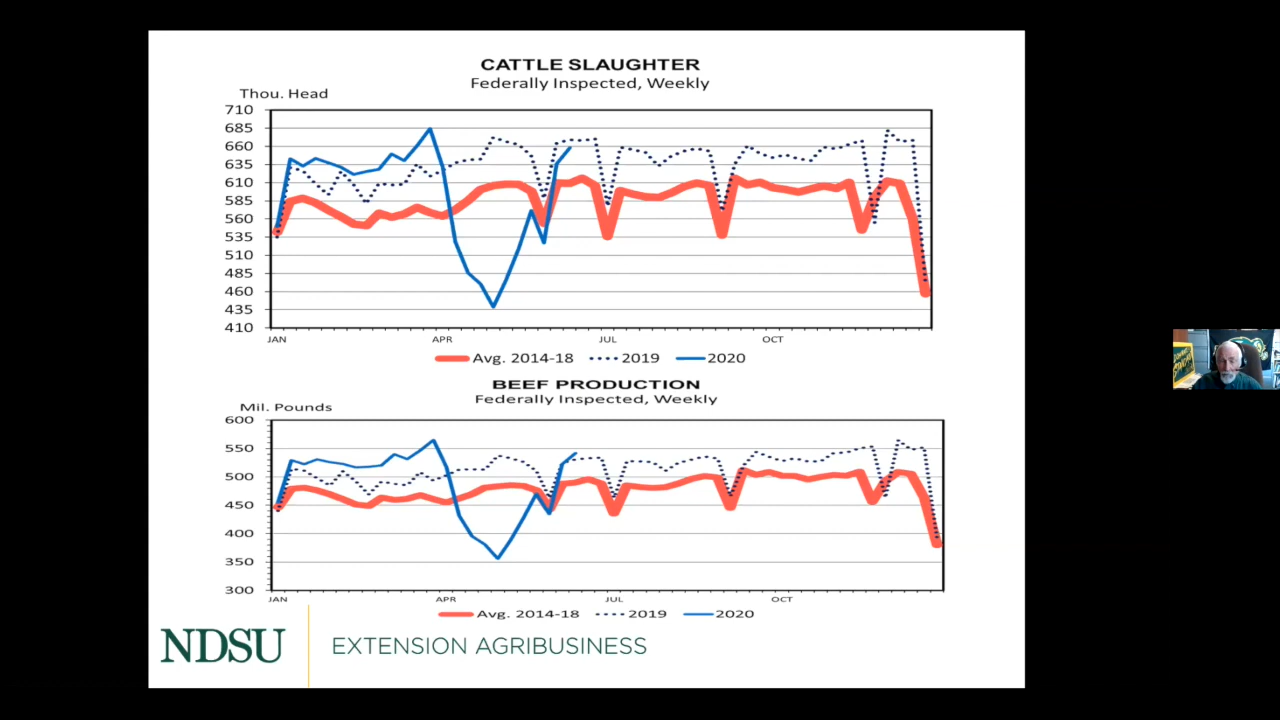 CATTLE SLAUGHTER
Federally Inspected, Weekly
Thou. Head
710
685
660
635
610
585
560
535
510
485
460
435
410
JAN APR JUL OCT
Avg. 2014-18 2019 2020
BEEF PRODUCTION
Federally Inspected, Weekly
Mil. Pounds
600
550
500
450
400
350
300
JAN APR JUL OCT
Avg. 2014-18 2019 2020
NDSU EXTENSION AGRIBUSINESS